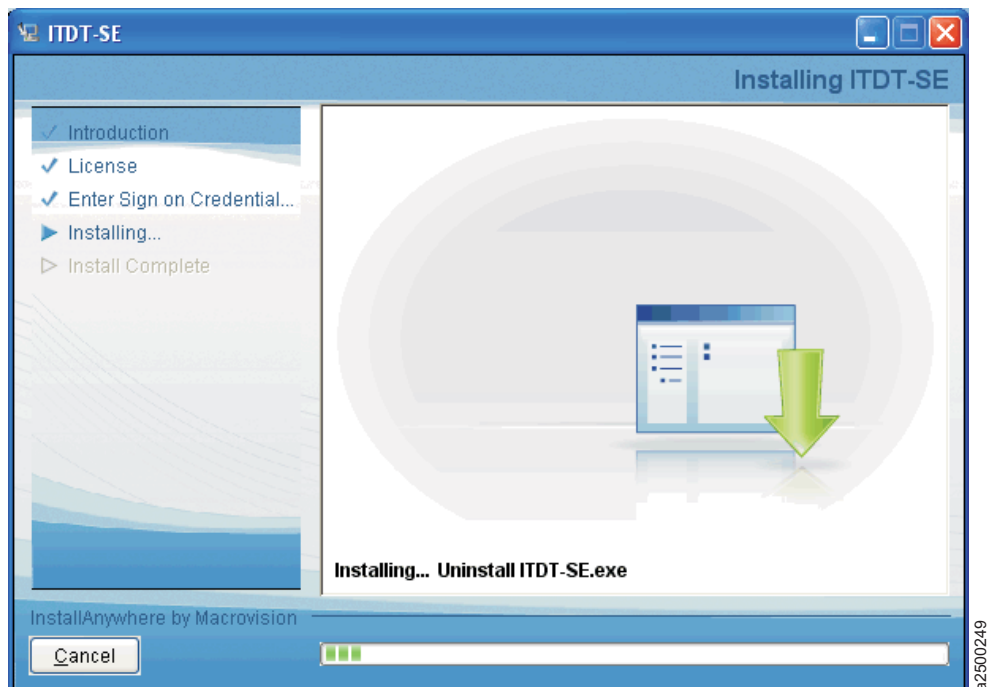 ITDT-SE
Installing ITDT-SE
Introduction
License
Enter Sign on Credential...
Installing...
Install Complete
Installing... Uninstall ITDT-SE.exe
InstallAnywhere by Macrovision
Cancel
a2500249